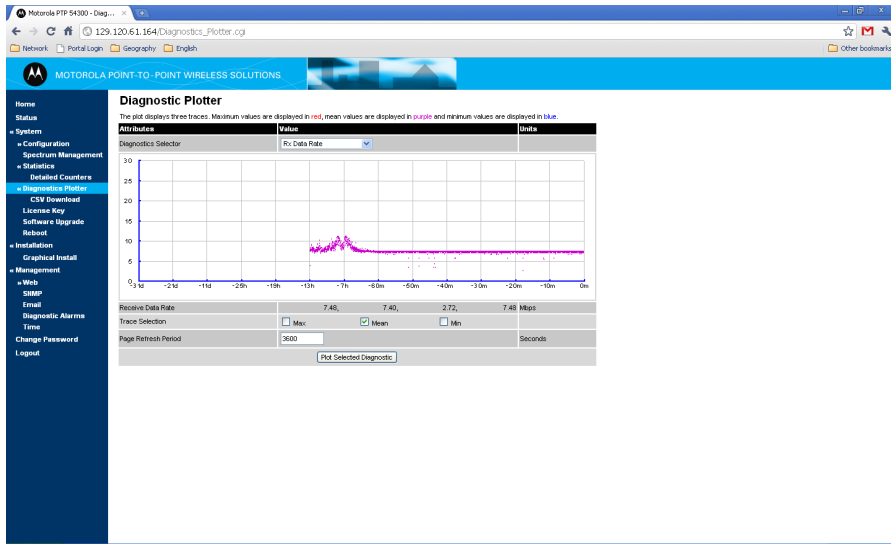 Motorola PTP 54300 - Diag...
129.120.61.164/Diagnostics_Plotter.cgi
Network Portal Login Geography English Other bookmarks
MOTOROLA POINT-TO-POINT WIRELESS SOLUTIONS
Home
Status
« System
» Configuration
Spectrum Management
« Statistics
Detailed Counters
« Diagnostics Plotter
CSV Download
License Key
Software Upgrade
Reboot
« Installation
Graphical Install
« Management
» Web
SNMP
Email
Diagnostic Alarms
Time
Change Password
Logout
Diagnostic Plotter
The plot displays three traces. Maximum values are displayed in red, mean values are displayed in purple and minimum values are displayed in blue.
Attributes Value Units
Diagnostics Selector Rx Data Rate
30
25
20
15
10
5
0
-31d -21d -11d -25h -19h -13h -7h -60m -50m -40m -30m -20m -10m 0m
Receive Data Rate 7.48, 7.40, 2.72, 7.48 Mbps
Trace Selection Max Mean Min
Page Refresh Period 3600 Seconds
Plot Selected Diagnostic